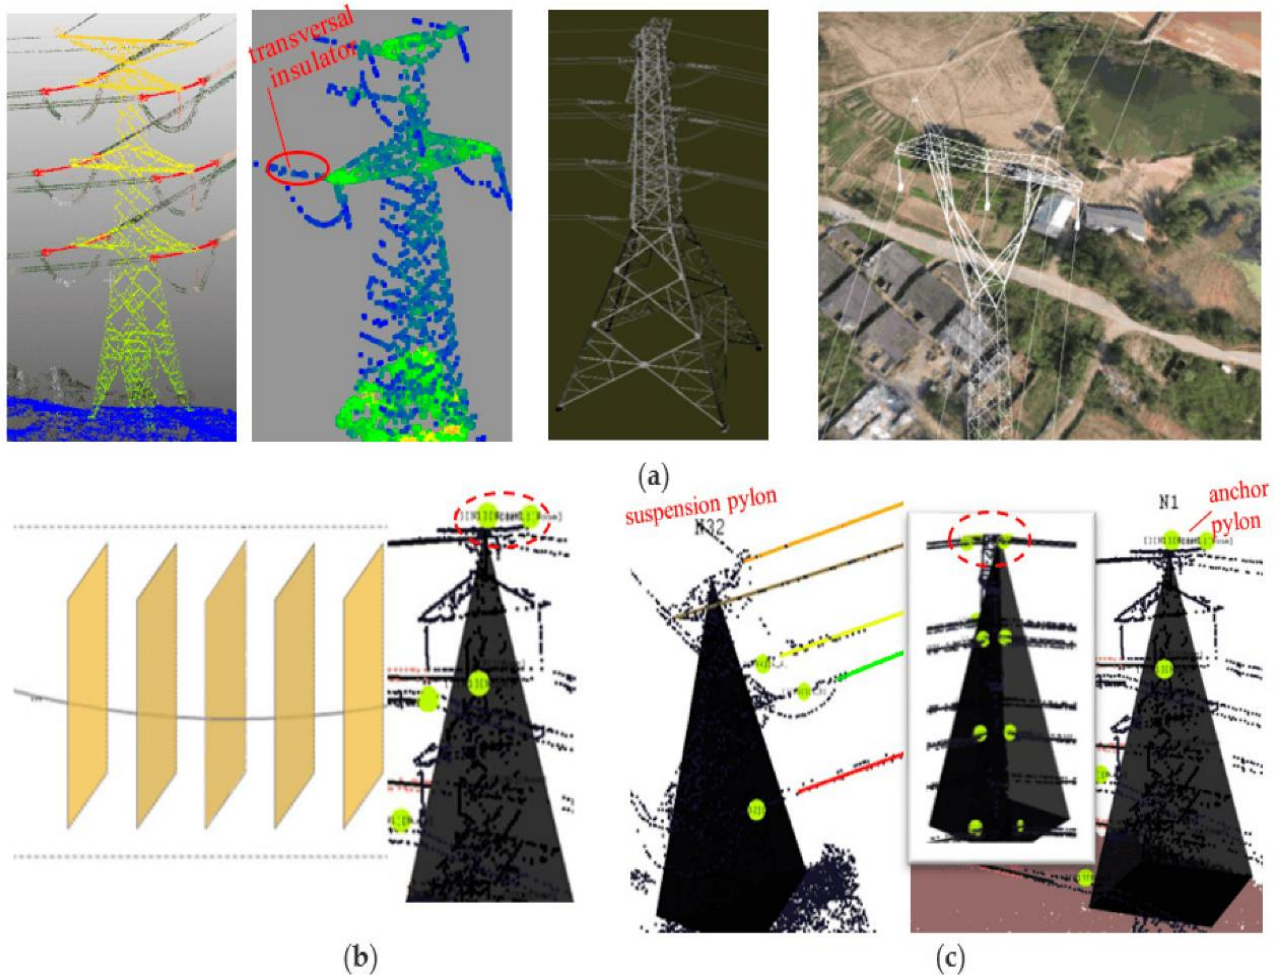 transversal
insulator
(a)
suspension pylon
N32
N1
anchor
pylon
(b)
(c)